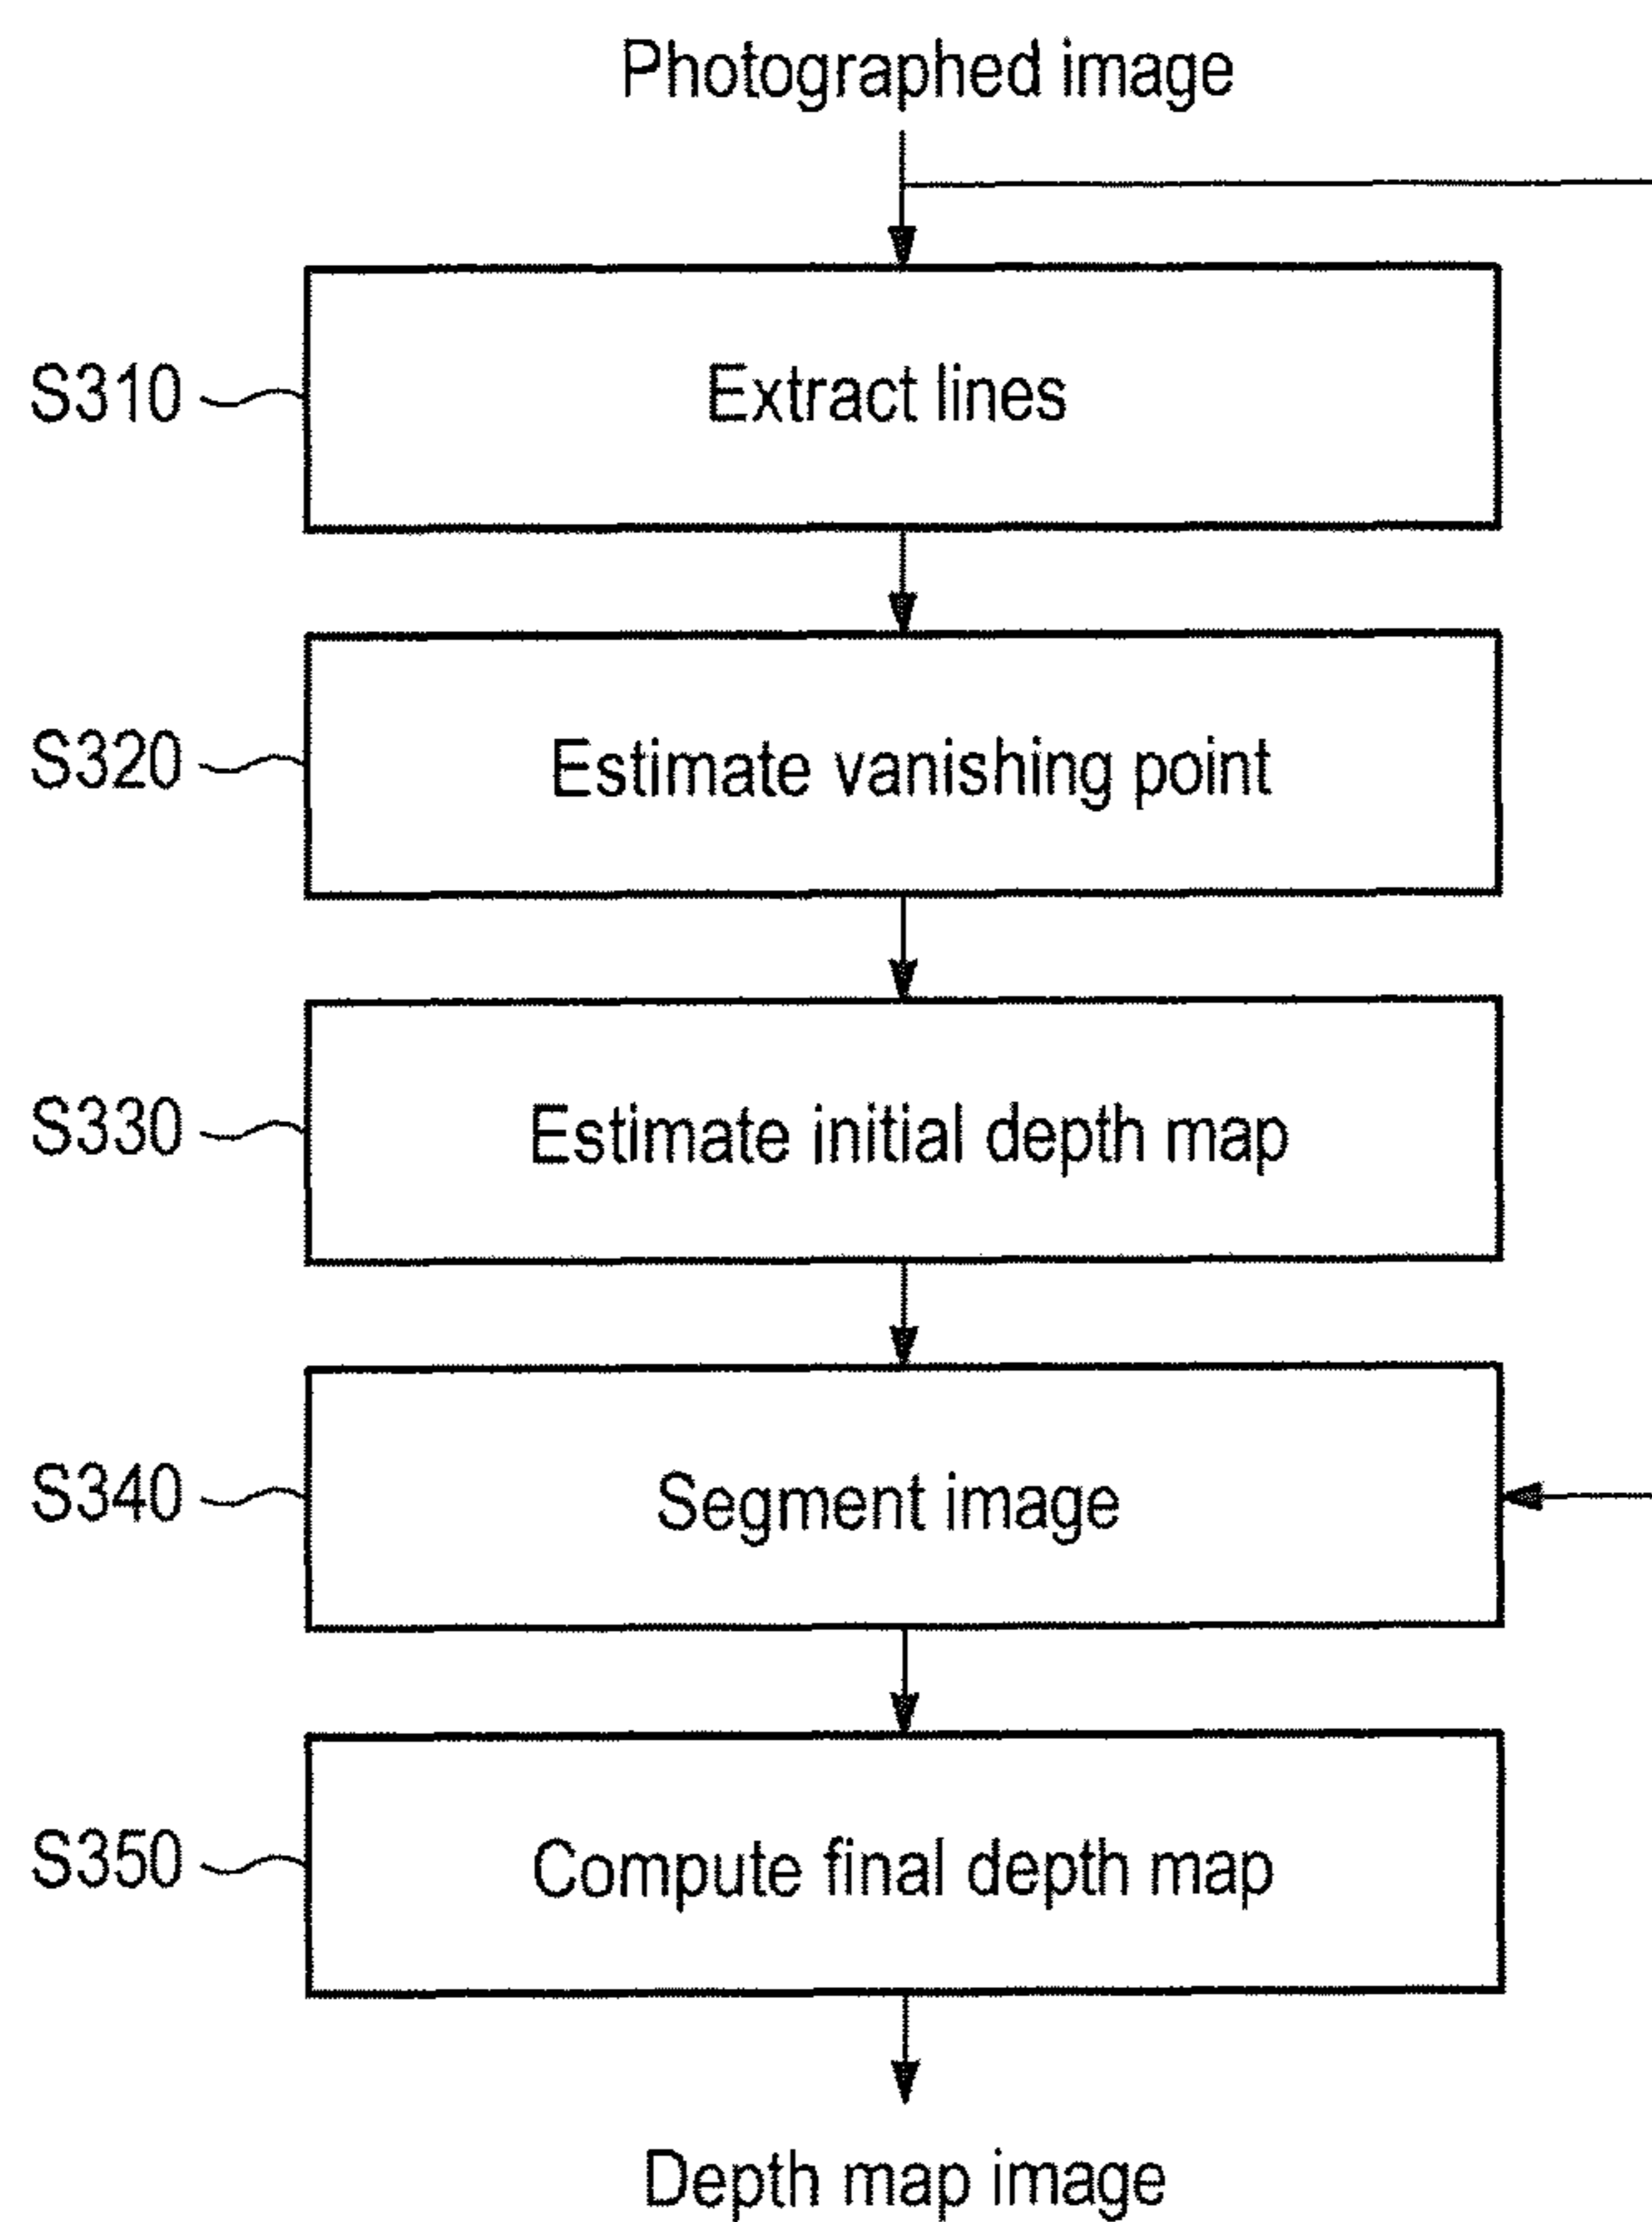 Photographed image
S310
Extract lines
S320
Estimate vanishing point
S330
Estimate initial depth map
S340
Segment image
S350
Compute final depth map
Depth map image